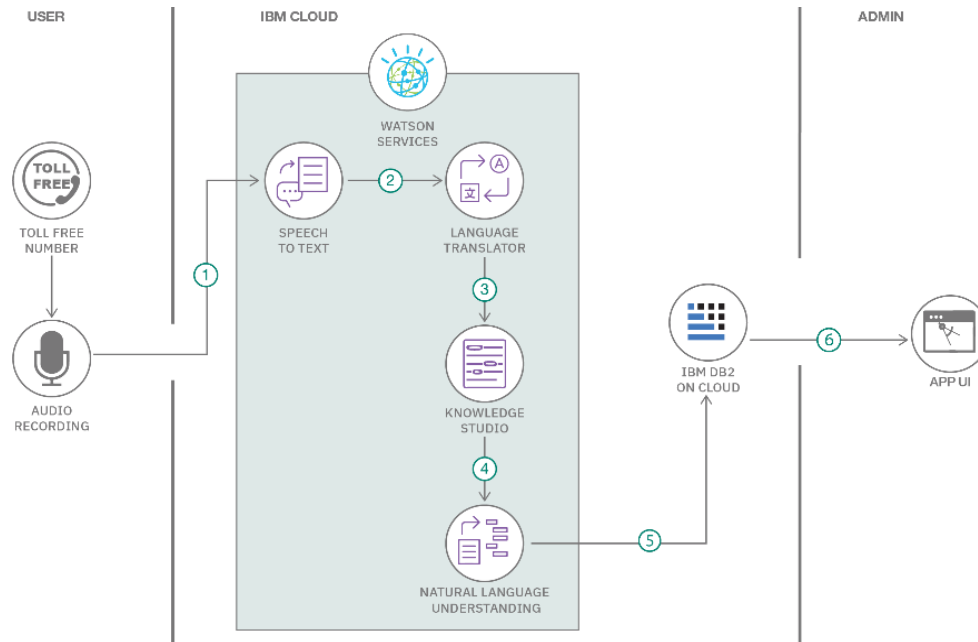 USER
IBM CLOUD
ADMIN
WATSON
SERVICES
TOLL
FREE
TOLL FREE
NUMBER
1
SPEECH
TO TEXT
2
A
文
LANGUAGE
TRANSLATOR
3
AUDIO
RECORDING
KNOWLEDGE
STUDIO
4
NATURAL LANGUAGE
UNDERSTANDING
5
IBM DB2
ON CLOUD
6
APP UI